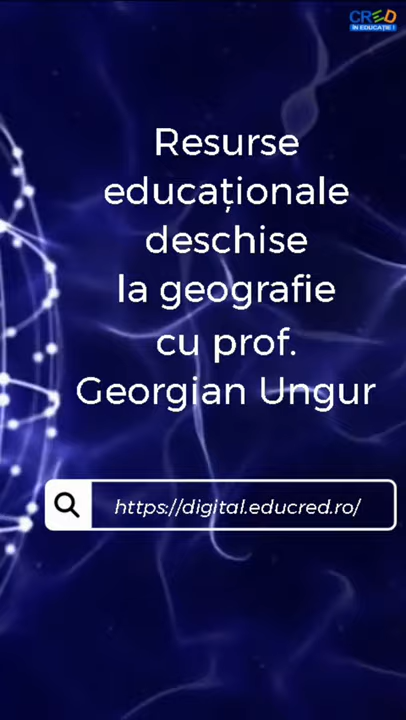 CRED
ÎN EDUCAȚIE!
Resurse
educaționale
deschise
la geografie
cu prof.
Georgian Ungur
https://digital.educred.ro/